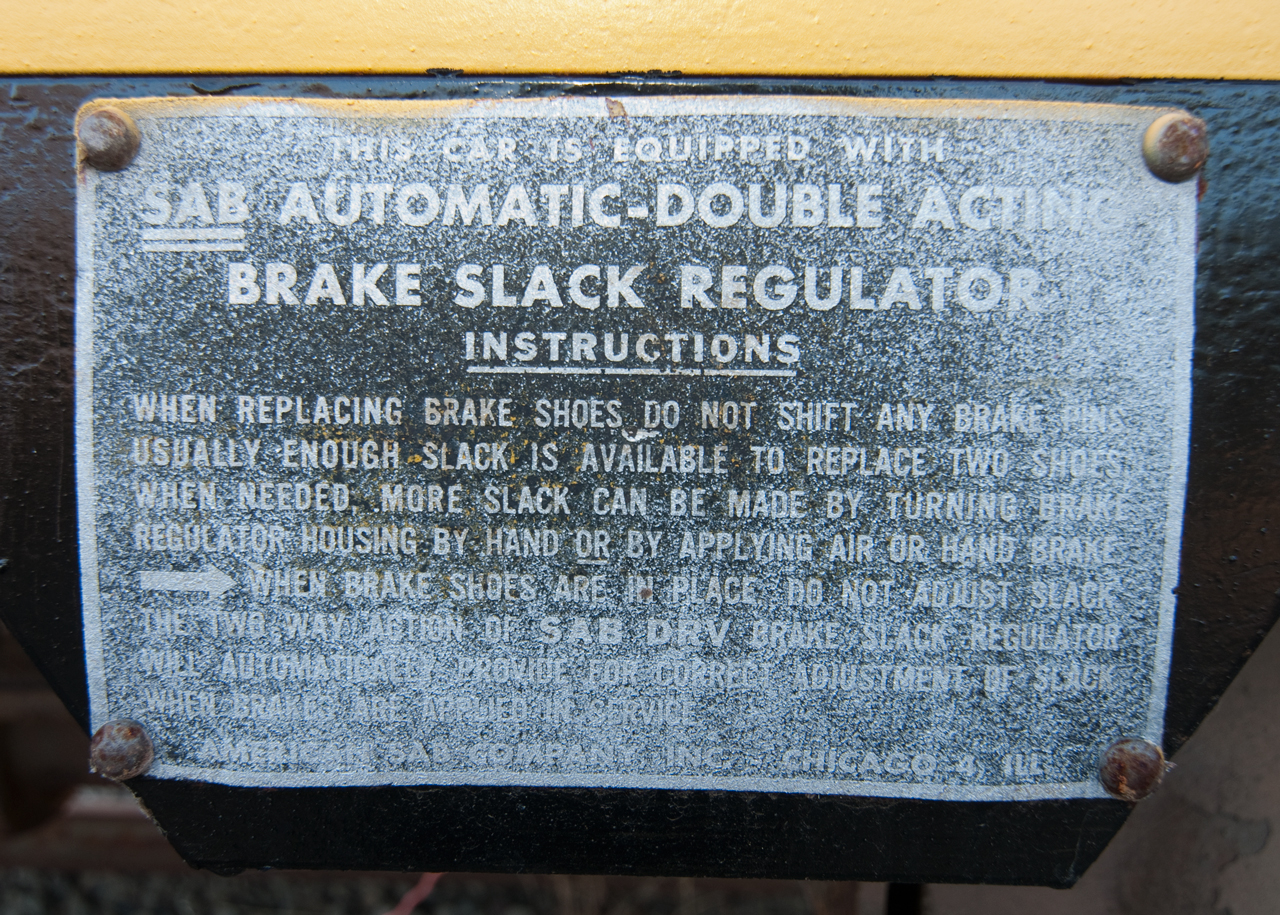 THIS CAR IS EQUIPPED WITH
SAB AUTOMATIC-DOUBLE ACTING
BRAKE SLACK REGULATOR
INSTRUCTIONS
WHEN REPLACING BRAKE SHOES DO NOT SHIFT ANY BRAKE PINS
USUALLY ENOUGH SLACK IS AVAILABLE TO REPLACE TWO SHOES
WHEN NEEDED, MORE SLACK CAN BE MADE BY TURNING BRAKE
REGULATOR HOUSING BY HAND OR BY APPLYING AIR OR HAND BRAKE
WHEN BRAKE SHOES ARE IN PLACE DO NOT ADJUST SLACK
THE TWO WAY ACTION OF SAB DRV BRAKE SLACK REGULATOR
WILL AUTOMATICALLY PROVIDE FOR CORRECT ADJUSTMENT OF SLACK
WHEN BRAKES ARE APPLIED IN SERVICE
AMERICAN SAB COMPANY, INC. - CHICAGO 4, ILL.